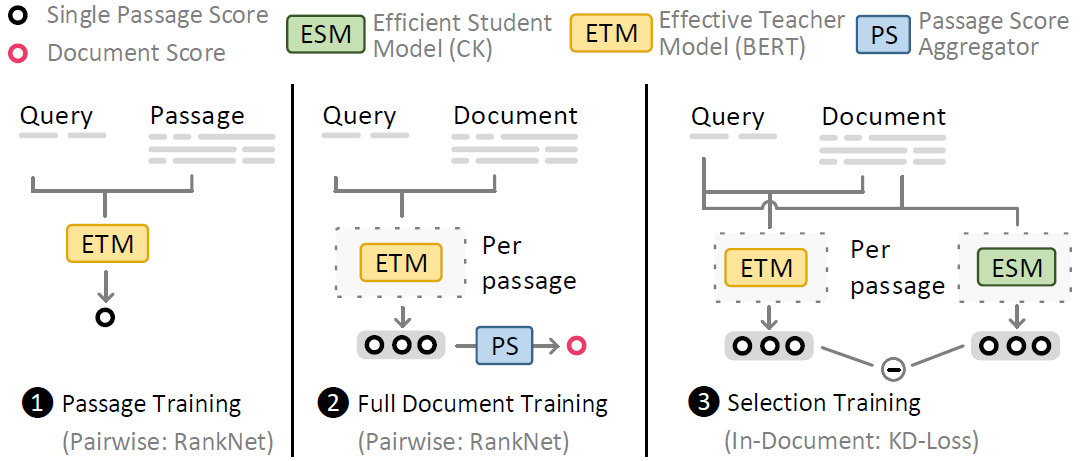 Single Passage Score
Document Score
ESM
Efficient Student
Model (CK)
ETM
Effective Teacher
Model (BERT)
PS
Passage Score
Aggregator
Query
Passage
ETM
1 Passage Training
(Pairwise: RankNet)
Query
Document
ETM
Per
passage
PS
2 Full Document Training
(Pairwise: RankNet)
Query
Document
ETM
Per
passage
ESM
3 Selection Training
(In-Document: KD-Loss)